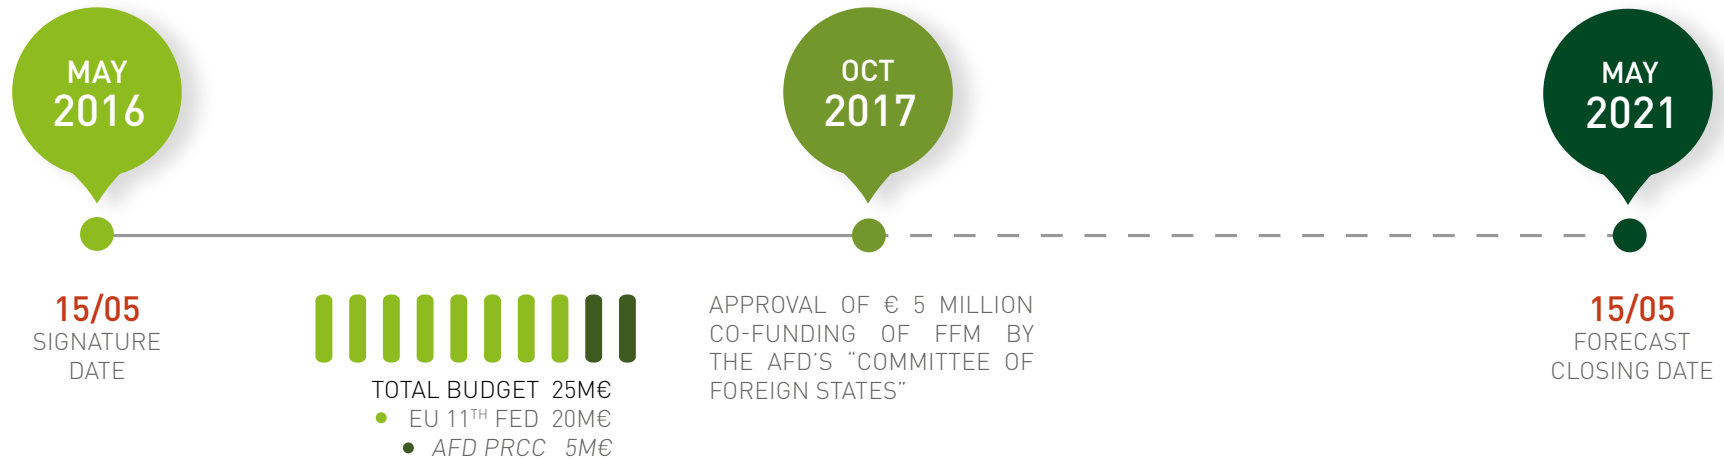 MAY
2016
OCT
2017
MAY
2021
15/05
SIGNATURE
DATE
TOTAL BUDGET 25M€
EU 11TH FED 20M€
AFD PRCC 5M€
APPROVAL OF € 5 MILLION
CO-FUNDING OF FFM BY
THE AFD'S "COMMITTEE OF
FOREIGN STATES"
15/05
FORECAST
CLOSING DATE